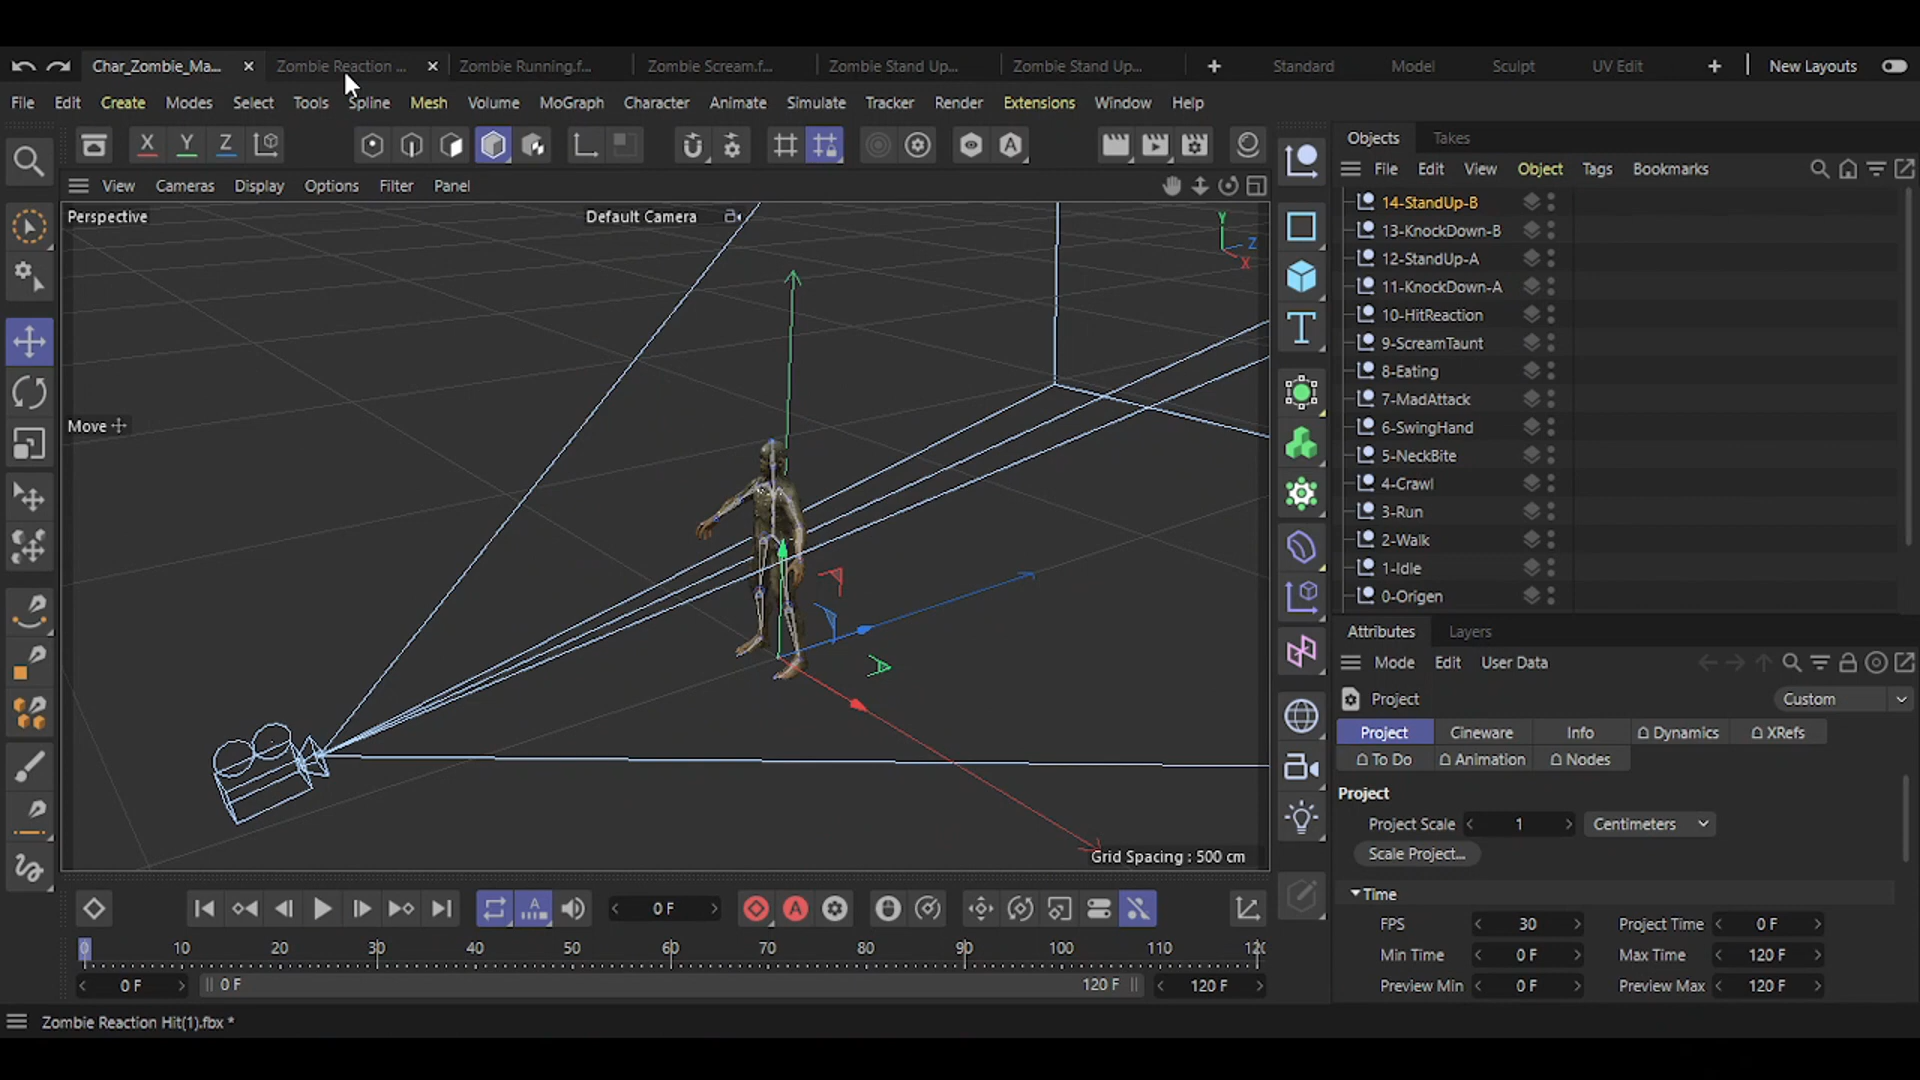 Char_Zombie_Ma... × Zombie Reaction ... × Zombie Running.f... Zombie Scream.f... Zombie Stand Up... Zombie Stand Up... + Standard Model Sculpt UV Edit + New Layouts
File Edit Create Modes Select Tools Spline Mesh Volume MoGraph Character Animate Simulate Tracker Render Extensions Window Help
X Y Z
Objects Takes
File Edit View Object Tags Bookmarks
View Cameras Display Options Filter Panel
Perspective Default Camera
Y Z X
Move
14-StandUp-B
13-KnockDown-B
12-StandUp-A
11-KnockDown-A
10-HitReaction
9-ScreamTaunt
8-Eating
7-MadAttack
6-SwingHand
5-NeckBite
4-Crawl
3-Run
2-Walk
1-Idle
0-Origen
Grid Spacing : 500 cm
Attributes Layers
Mode Edit User Data
Project Custom
Project Cineware Info Dynamics XRefs
To Do Animation Nodes
Project
Project Scale 1 Centimeters
Scale Project...
Time
FPS 30 Project Time 0 F
Min Time 0 F Max Time 120 F
Preview Min 0 F Preview Max 120 F
0 F
0 10 20 30 40 50 60 70 80 90 100 110
0 F 0 F 120 F 120 F
Zombie Reaction Hit(1).fbx *